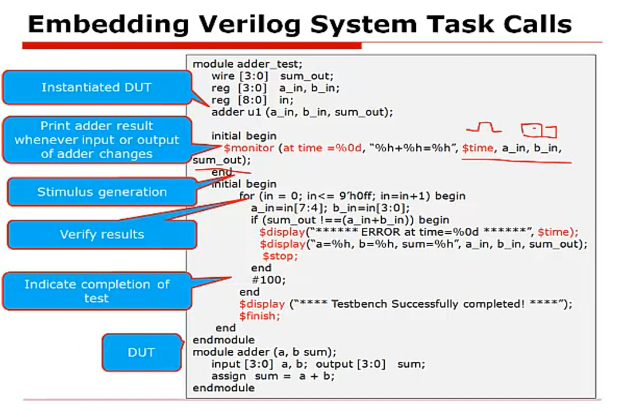 Embedding Verilog System Task Calls
Instantiated DUT
Print adder result
whenever input or output
of adder changes
Stimulus generation
Verify results
Indicate completion of
test
DUT
module adder_test;
wire [3:0] sum_out;
reg [3:0] a_in, b_in;
reg [8:0] in;
adder u1 (a_in, b_in, sum_out);
initial begin
$monitor (at time =%0d, "%h+%h=%h", $time, a_in, b_in,
sum_out);
end
initial begin
for (in = 0; in<= 9'h0ff; in=in+1) begin
a_in=in[7:4]; b_in=in[3:0];
if (sum_out !==(a_in+b_in)) begin
$display("****** ERROR at time=%0d ******", $time);
$display("a=%h, b=%h, sum=%h", a_in, b_in, sum_out);
$stop;
end
#100;
end
$display ("**** Testbench Successfully completed! ****");
$finish;
end
endmodule
module adder (a, b sum);
input [3:0] a, b; output [3:0] sum;
assign sum = a + b;
endmodule